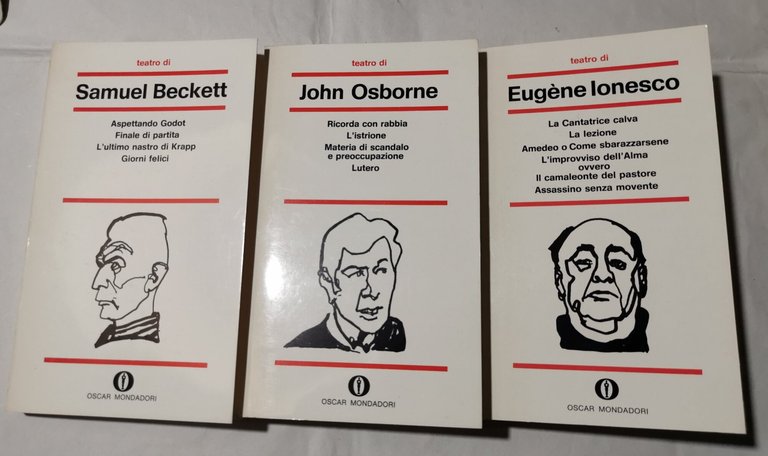 teatro di
Samuel Beckett
Aspettando Godot
Finale di partita
L'ultimo nastro di Krapp
Giorni felici
OSCAR MONDADORI
teatro di
John Osborne
Ricorda con rabbia
L'istrione
Materia di scandalo
e preoccupazione
Lutero
OSCAR MONDADORI
teatro di
Eugène Ionesco
La Cantatrice calva
La lezione
Amedeo o Come sbarazzarsene
L'improvviso dell'Alma
ovvero
Il camaleonte del pastore
Assassino senza movente
OSCAR MONDADORI